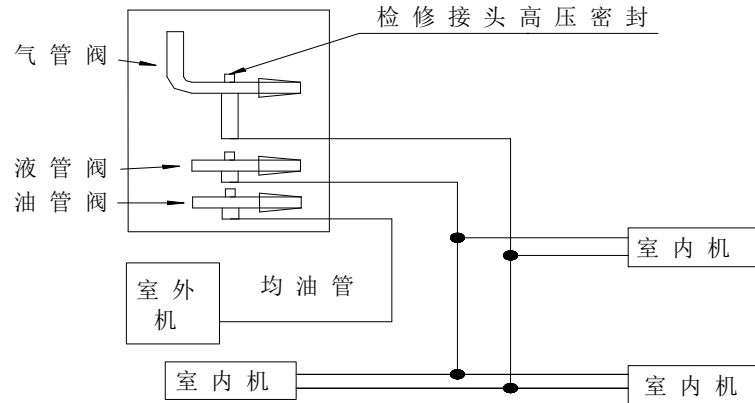 检修接头高压密封
气管阀
液管阀
油管阀
室内机
室外
机
均油管
室内机
室内机